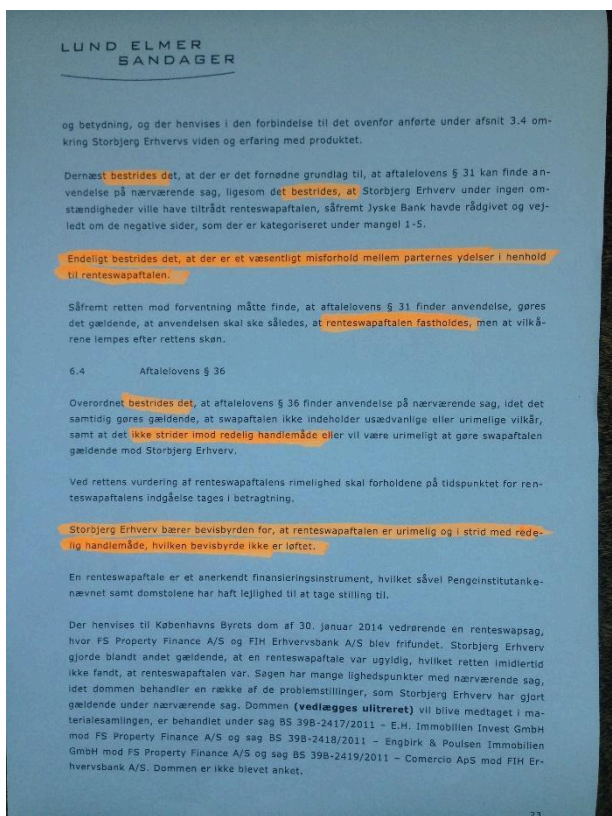 LUND ELMER
SANDAGER
og betydning, og der henvises i den forbindelse til det ovenfor anførte under afsnit 3.4 om-
kring Storbjerg Erhvervs viden og erfaring med produktet.
Dernæst bestrides det, at der er det fornødne grundlag til, at aftalelovens § 31 kan finde an-
vendelse på nærværende sag, ligesom det bestrides, at Storbjerg Erhverv under ingen om-
stændigheder ville have tiltrådt renteswapaftalen, såfremt Jyske Bank havde rådgivet og vej-
ledt om de negative sider, som der er kategoriseret under mangel 1-5.
Endeligt bestrides det, at der er et væsentligt misforhold mellem parternes ydelser i henhold
til renteswapaftalen.
Såfremt retten mod forventning måtte finde, at aftalelovens § 31 finder anvendelse, gøres
det gældende, at anvendelsen skal ske således, at renteswapaftalen fastholdes, men at vilkå-
rene lempes efter rettens skøn.
6.4 Aftalelovens § 36
Overordnet bestrides det, at aftalelovens § 36 finder anvendelse på nærværende sag, idet det
samtidig gøres gældende, at swapaftalen ikke indeholder usædvanlige eller urimelige vilkår,
samt at det ikke strider imod redelig handlemåde eller vil være urimeligt at gøre swapaftalen
gældende mod Storbjerg Erhverv.
Ved rettens vurdering af renteswapaftalens rimelighed skal forholdene på tidspunktet for ren-
teswapaftalens indgåelse tages i betragtning.
Storbjerg Erhverv bærer bevisbyrden for, at renteswapaftalen er urimelig og i strid med rede-
lig handlemåde, hvilken bevisbyrde ikke er løftet.
En renteswapaftale er et anerkendt finansieringsinstrument, hvilket såvel Pengeinstitutanke-
nævnet samt domstolene har haft lejlighed til at tage stilling til.
Der henvises til Københavns Byrets dom af 30. januar 2014 vedrørende en renteswapsag,
hvor FS Property Finance A/S og FIH Erhvervsbank A/S blev frifundet. Storbjerg Erhverv
gjorde blandt andet gældende, at en renteswapaftale var ugyldig, hvilket retten imidlertid
ikke fandt, at renteswapaftalen var. Sagen har mange lighedspunkter med nærværende sag,
idet dommen behandler en række af de problemstillinger, som Storbjerg Erhverv har gjort
gældende under nærværende sag. Dommen (vedlægges ulitreret) vil blive medtaget i ma-
terialesamlingen, er behandlet under sag BS 39B-2417/2011 – E.H. Immobilien Invest GmbH
mod FS Property Finance A/S og sag BS 39B-2418/2011 – Engbirk & Poulsen Immobilien
GmbH mod FS Property Finance A/S og sag BS 39B-2419/2011 – Comercio ApS mod FIH Er-
hvervsbank A/S. Dommen er ikke blevet anket.
23